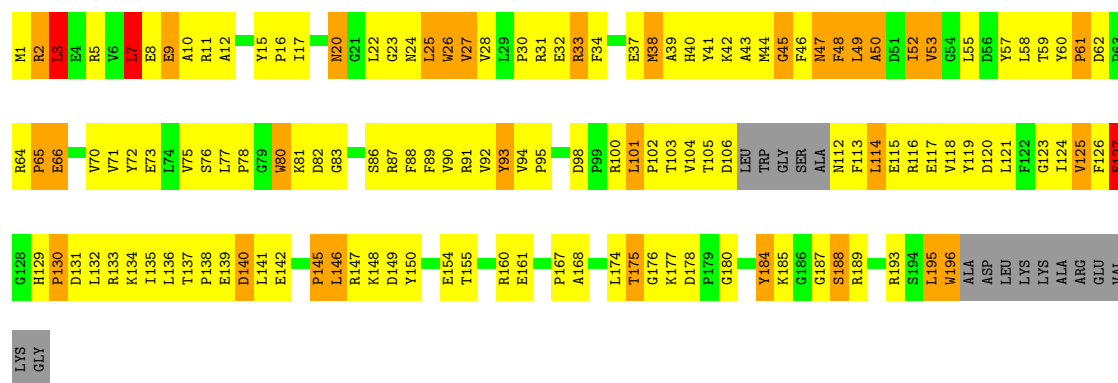 M1 R2 L3 E4 R5 V6 L7 E8 E9 A10 R11 A12 Y15 P16 I17 N20 G21 L22 G23 N24 L25 W26 V27 V28 L29 P30 R31 E32 R33 F34 E37 M38 A39 H40 Y41 K42 A43 M44 G45 F46 N47 F48 L49 A50 D51 I52 V53 G54 L55 D56 Y57 L58 T59 Y60 P61 D62 P63
R64 P65 E66 V70 V71 Y72 E73 L74 V75 S76 L77 P78 G79 W80 K81 D82 G83 S86 R87 F88 F89 V90 R91 V92 Y93 V94 P95 D98 P99 R100 L101 P102 T103 V104 T105 D106 LEU TRP GLY SER ALA N112 F113 L114 E115 R116 E117 V118 Y119 D120 L121 F122 G123 I124 V125 F126
G128 H129 P130 D131 L132 R133 K134 I135 L136 T137 P138 E139 D140 L141 E142 P145 L146 R147 K148 D149 Y150 E154 T155 R160 E161 P167 A168 L174 T175 G176 K177 D178 P179 G180 Y184 K185 G186 G187 S188 R189 R193 S194 L195 W196 ALA ASP LEU LYS LYS ALA ARG GLU VAL
LYS GLY